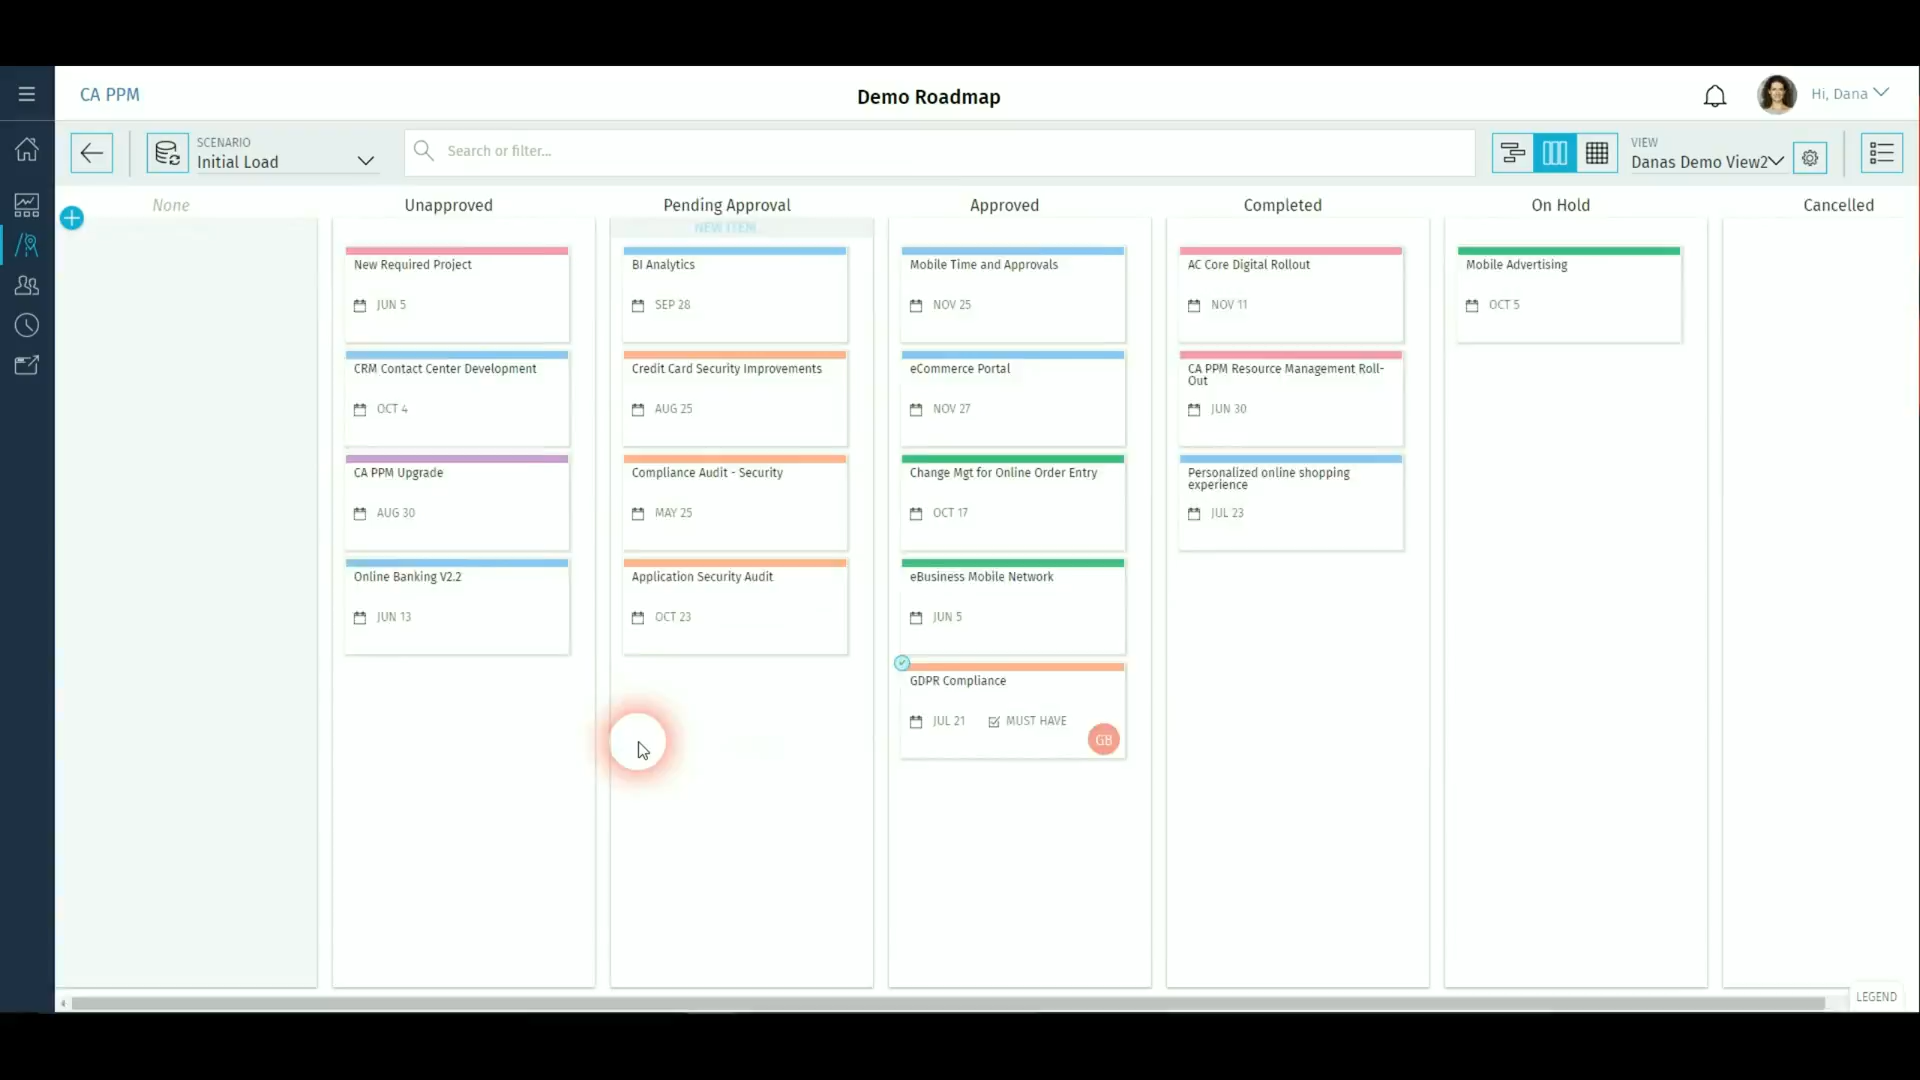 CA PPM
Demo Roadmap
Hi, Dana
SCENARIO
Initial Load
Search or filter...
VIEW
Danas Demo View2
None
Unapproved
Pending Approval
Approved
Completed
On Hold
Cancelled
NEW ITEM
New Required Project
JUN 5
CRM Contact Center Development
OCT 4
CA PPM Upgrade
AUG 30
Online Banking V2.2
JUN 13
BI Analytics
SEP 28
Credit Card Security Improvements
AUG 25
Compliance Audit - Security
MAY 25
Application Security Audit
OCT 23
Mobile Time and Approvals
NOV 25
eCommerce Portal
NOV 27
Change Mgt for Online Order Entry
OCT 17
eBusiness Mobile Network
JUN 5
GDPR Compliance
JUL 21 MUST HAVE
GB
AC Core Digital Rollout
NOV 11
CA PPM Resource Management Roll-
Out
JUN 30
Personalized online shopping
experience
JUL 23
Mobile Advertising
OCT 5
LEGEND